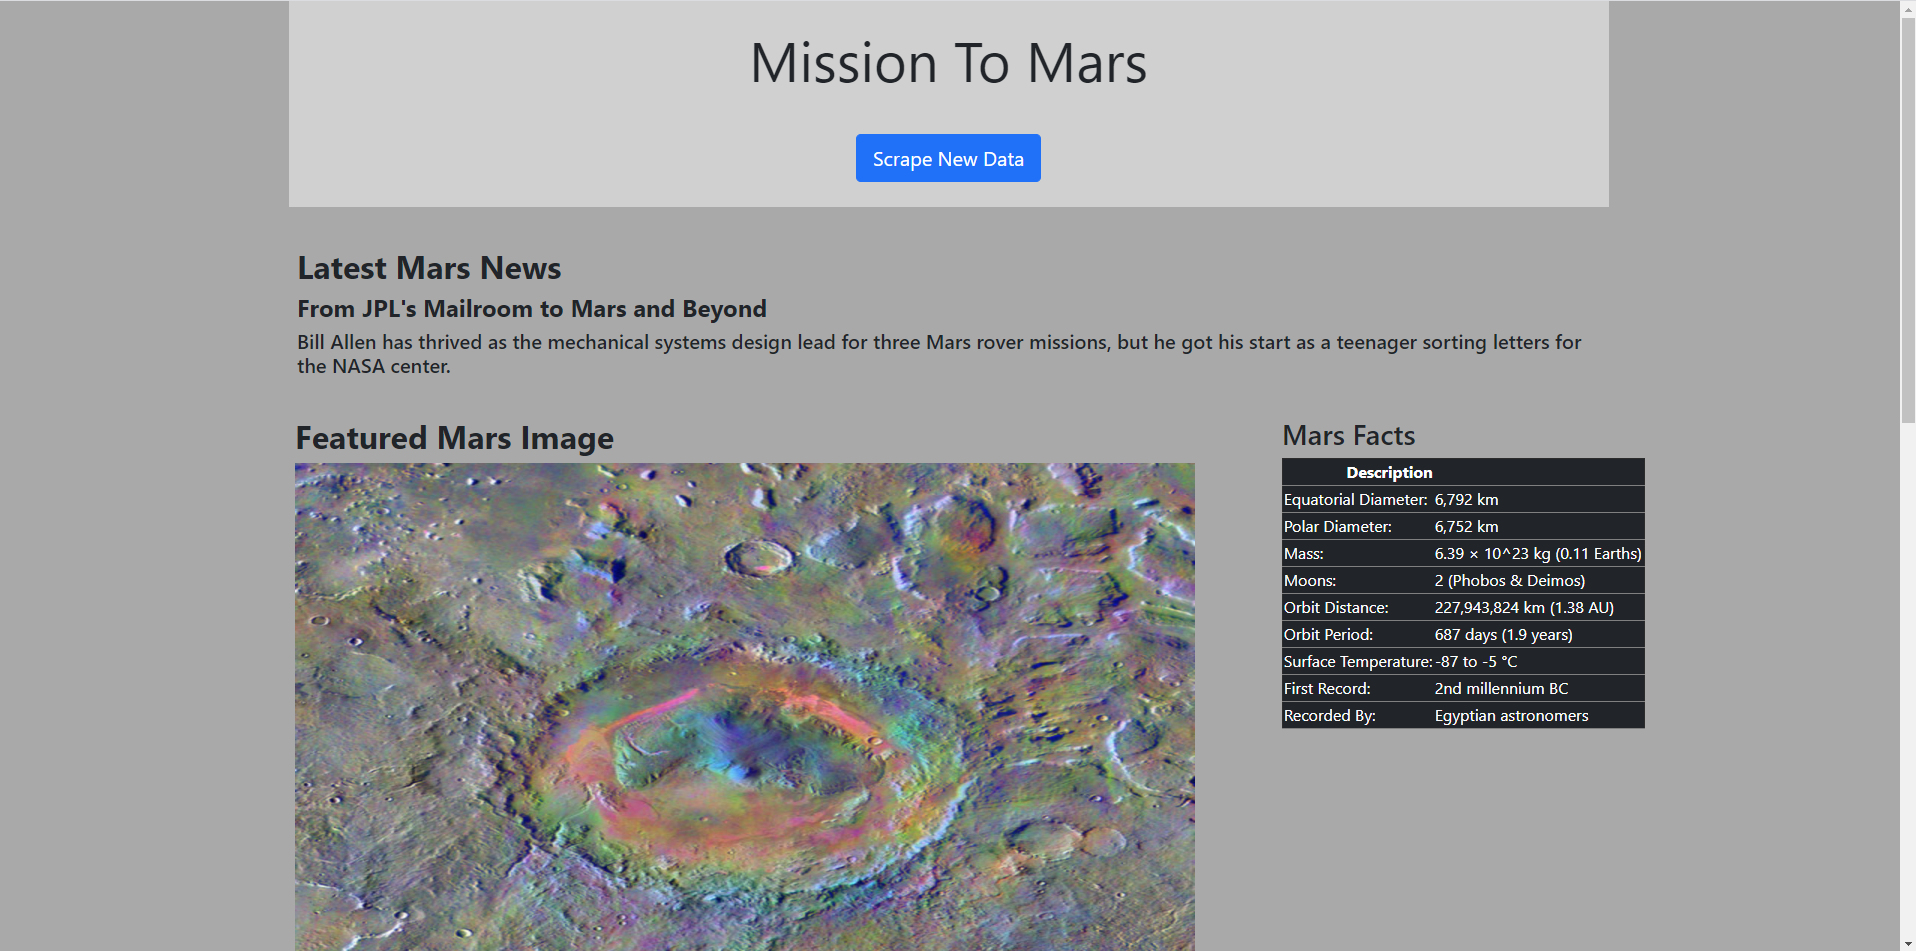 Mission To Mars
Scrape New Data
Latest Mars News
From JPL's Mailroom to Mars and Beyond
Bill Allen has thrived as the mechanical systems design lead for three Mars rover missions, but he got his start as a teenager sorting letters for
the NASA center.
Featured Mars Image
Mars Facts
Description
Equatorial Diameter: 6,792 km
Polar Diameter: 6,752 km
Mass: 6.39 × 10^23 kg (0.11 Earths)
Moons: 2 (Phobos & Deimos)
Orbit Distance: 227,943,824 km (1.38 AU)
Orbit Period: 687 days (1.9 years)
Surface Temperature: -87 to -5 °C
First Record: 2nd millennium BC
Recorded By: Egyptian astronomers